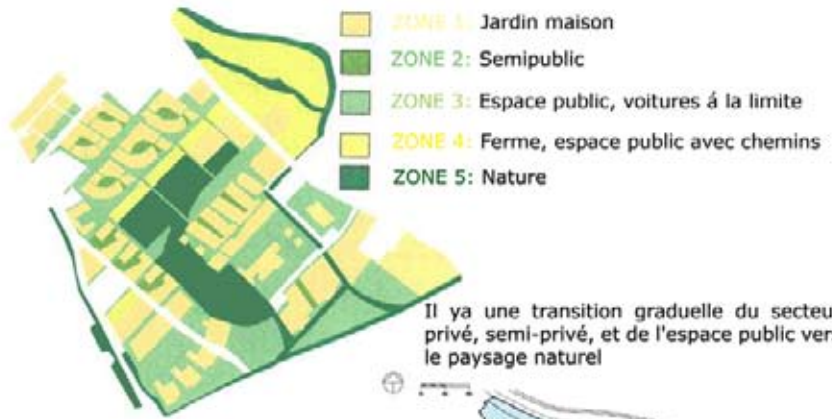 ZONE 1: Jardin maison
ZONE 2: Semipublic
ZONE 3: Espace public, voitures á la limite
ZONE 4: Ferme, espace public avec chemins
ZONE 5: Nature
Il ya une transition graduelle du secteu
privé, semi-privé, et de l'espace public ver
le paysage naturel